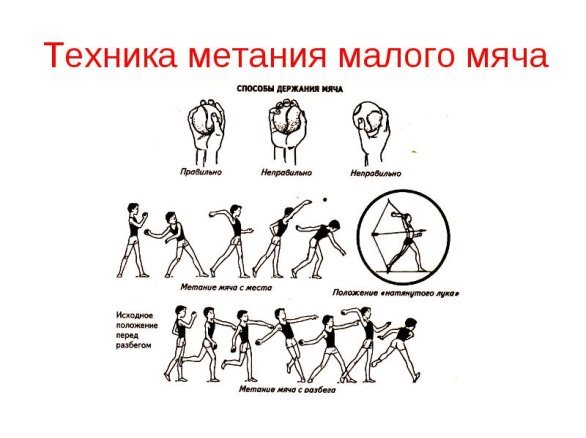 Техника метания малого мяча
СПОСОБЫ ДЕРЖАНИЯ МЯЧА
Правильно
Неправильно
Неправильно
Метание мяча с места
Положение «натянутого лука»
Исходное
положение
перед
разбегом
Метание мяча с разбега